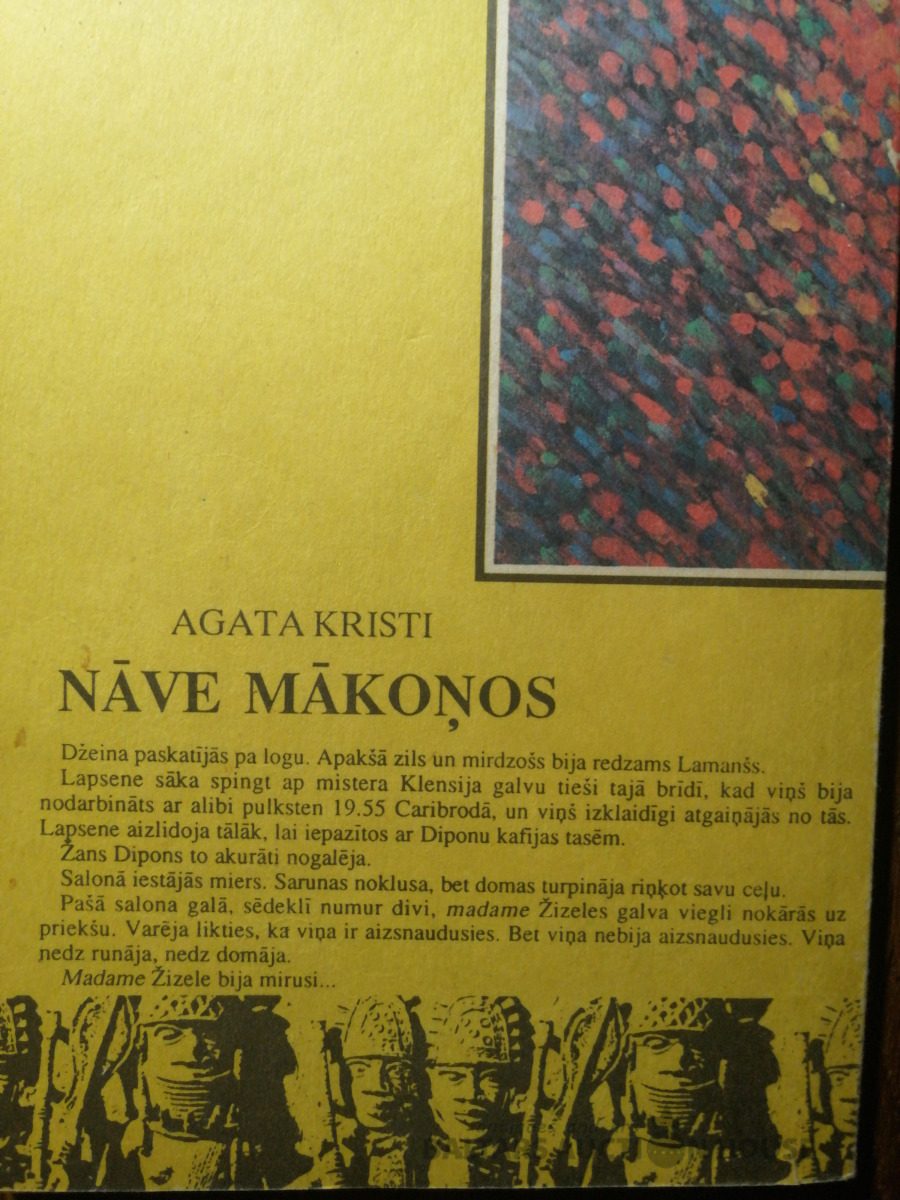 AGATA KRISTI
NĀVE MĀKOŅOS
Džeina paskatījās pa logu. Apakšā zils un mirdzošs bija redzams Lamanšs.
Lapsene sāka spingt ap mistera Klensija galvu tieši tajā brīdī, kad viņš bija
nodarbināts ar alibi pulksten 19.55 Caribrodā, un viņš izklaidīgi atgaiņājās no tās.
Lapsene aizlidoja tālāk, lai iepazītos ar Diponu kafijas tasēm.
Žans Dipons to akurāti nogalēja.
Salonā iestājās miers. Sarunas noklusa, bet domas turpināja riņķot savu ceļu.
Pašā salona galā, sēdeklī numur divi, madame Žizeles galva viegli nokārās uz
priekšu. Varēja likties, ka viņa ir aizsnaudusies. Bet viņa nebija aizsnaudusies. Viņa
nedz runāja, nedz domāja.
Madame Žizele bija mirusi...